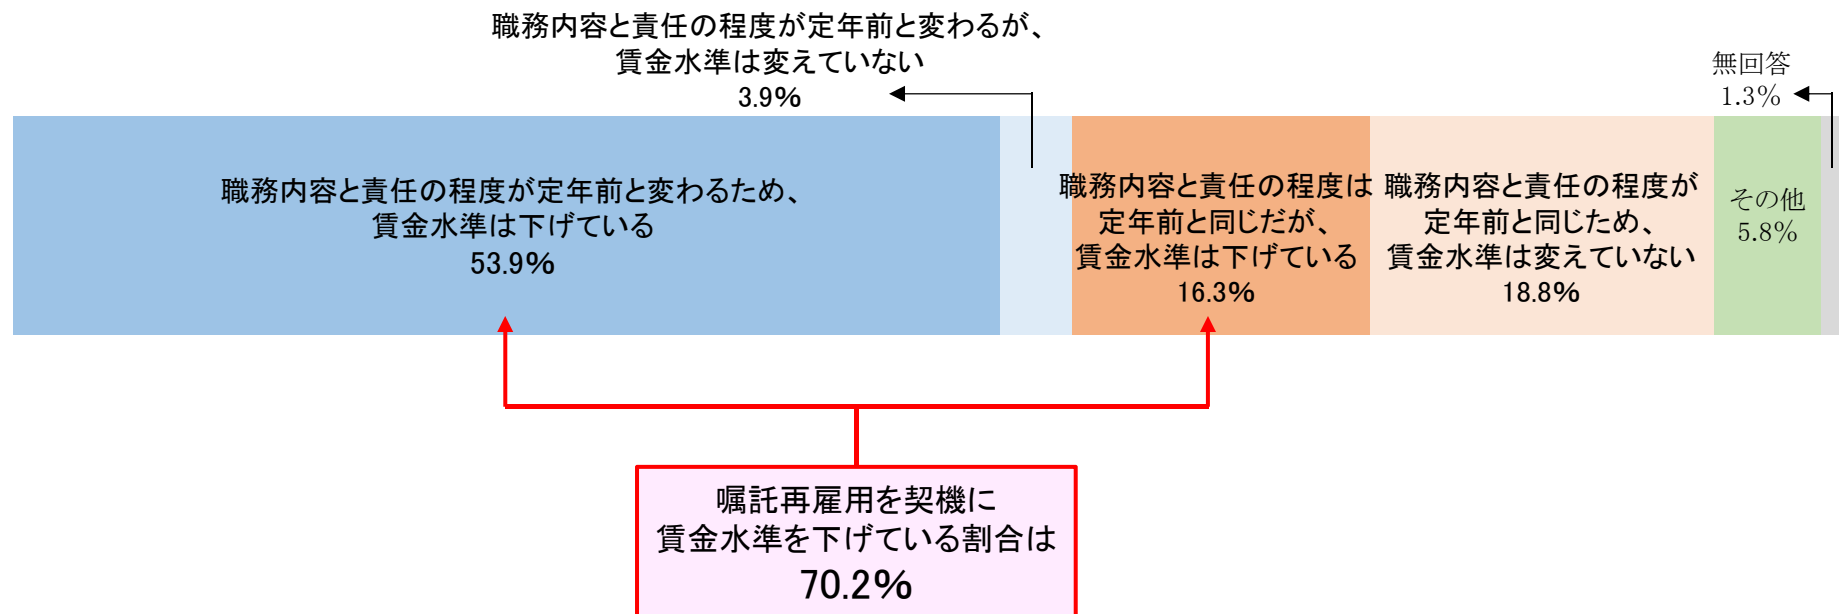 職務内容と責任の程度が定年前と変わるが、
賃金水準は変えていない
3.9%
無回答
1.3%
職務内容と責任の程度が定年前と変わるため、
賃金水準は下げている
53.9%
職務内容と責任の程度は
定年前と同じだが、
賃金水準は下げている
16.3%
職務内容と責任の程度が
定年前と同じため、
賃金水準は変えていない
18.8%
その他
5.8%
嘱託再雇用を契機に
賃金水準を下げている割合は
70.2%